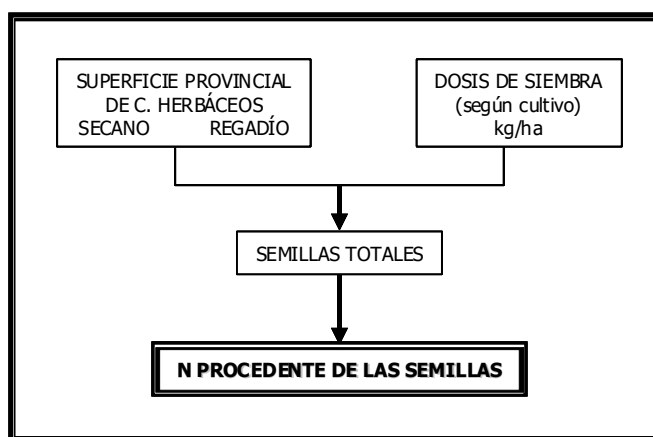 SUPERFICIE PROVINCIAL
DE C. HERBÁCEOS
SECANO REGADÍO
DOSIS DE SIEMBRA
(según cultivo)
kg/ha
SEMILLAS TOTALES
N PROCEDENTE DE LAS SEMILLAS